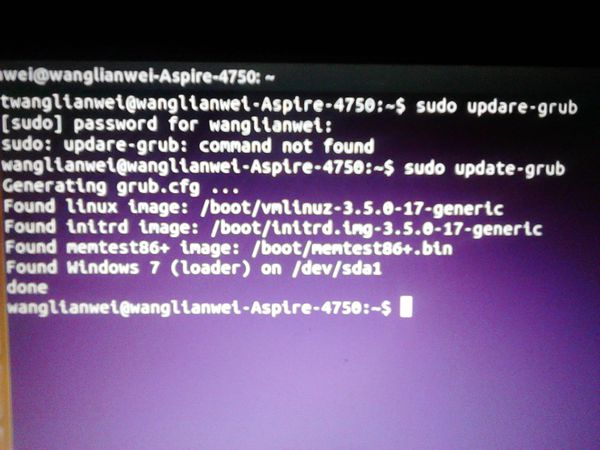 wei@wanglianwei-Aspire-4750: ~
twanglianwei@wanglianwei-Aspire-4750:~$ sudo updare-grub
[sudo] password for wanglianwei:
sudo: updare-grub: command not found
wanglianwei@wanglianwei-Aspire-4750:~$ sudo update-grub
Generating grub.cfg ...
Found linux image: /boot/vmlinuz-3.5.0-17-generic
Found initrd image: /boot/initrd.img-3.5.0-17-generic
Found memtest86+ image: /boot/memtest86+.bin
Found Windows 7 (loader) on /dev/sda1
done
wanglianwei@wanglianwei-Aspire-4750:~$